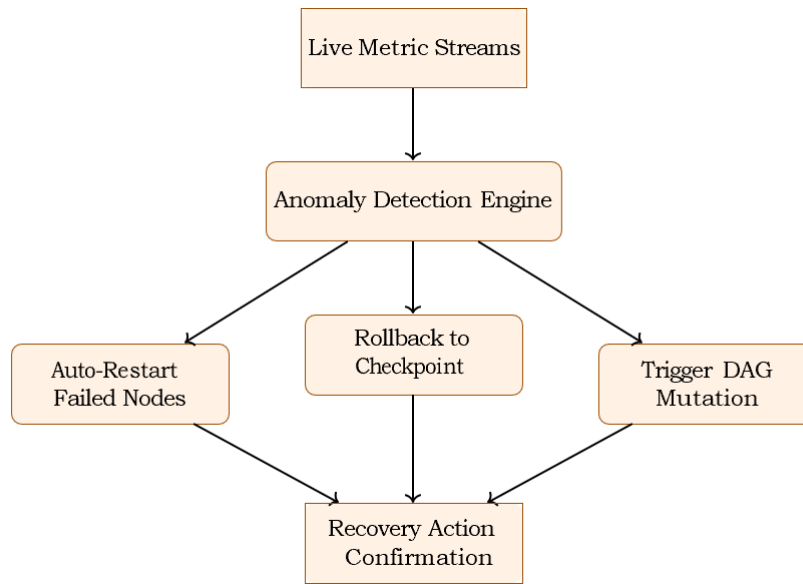 Live Metric Streams
Anomaly Detection Engine
Auto-Restart
Failed Nodes
Rollback to
Checkpoint
Trigger DAG
Mutation
Recovery Action
Confirmation